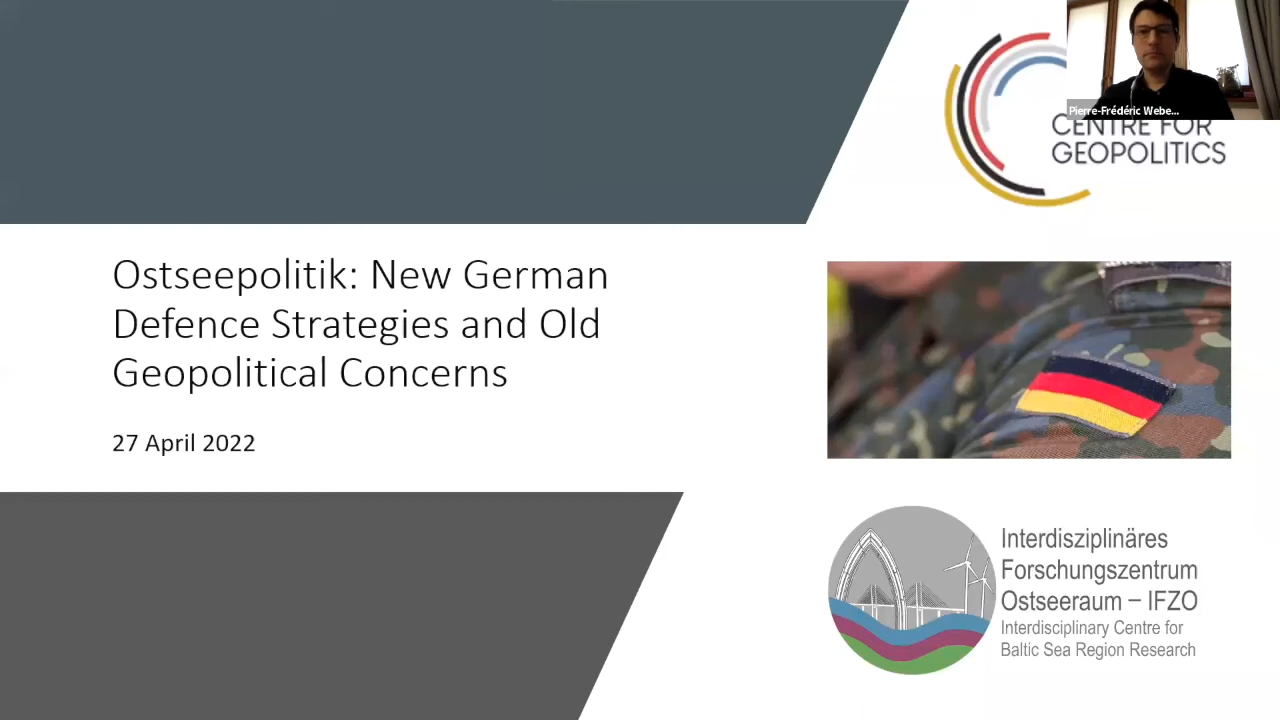 Pierre-Frédéric Webe...
CENTRE FOR
GEOPOLITICS
Ostseepolitik: New German
Defence Strategies and Old
Geopolitical Concerns
27 April 2022
Interdisziplinäres
Forschungszentrum
Ostseeraum – IFZO
Interdisciplinary Centre for
Baltic Sea Region Research